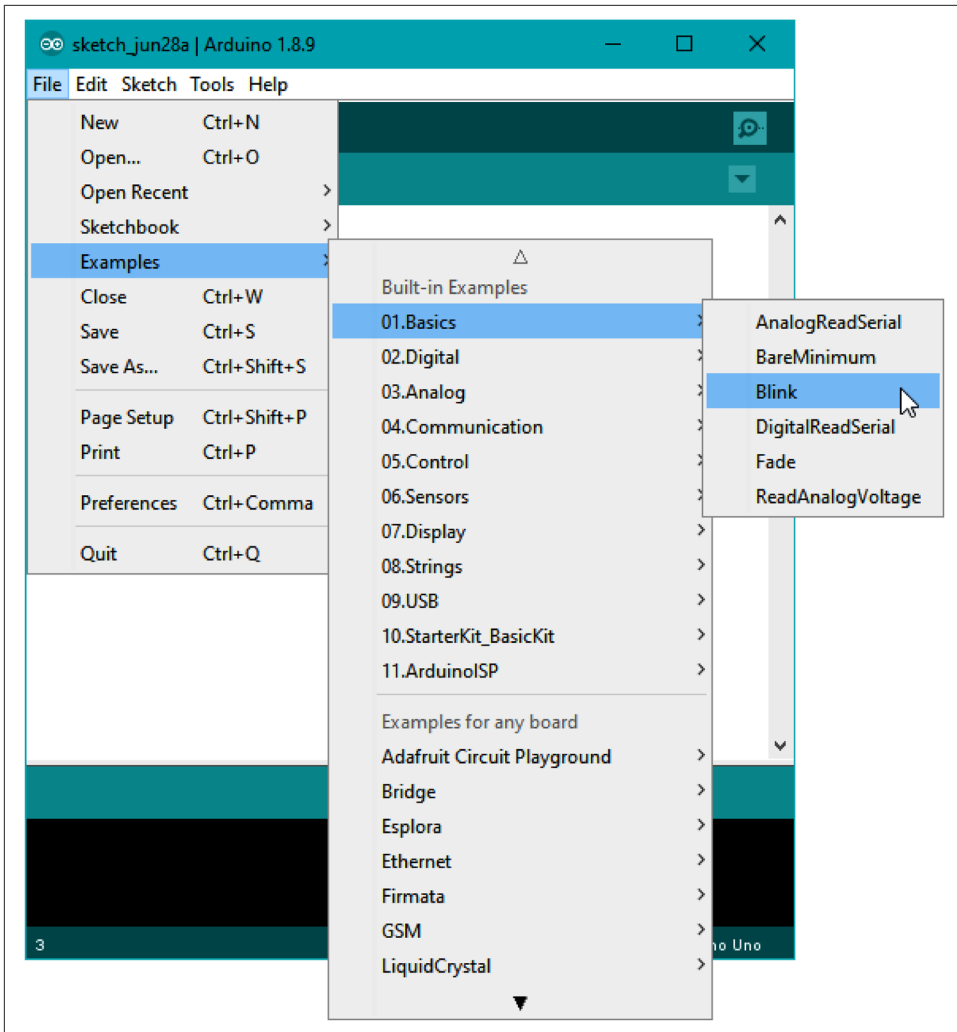 sketch_jun28a | Arduino 1.8.9
File Edit Sketch Tools Help
New Ctrl+N
Open... Ctrl+O
Open Recent
Sketchbook
Examples
Close Ctrl+W
Save Ctrl+S
Save As... Ctrl+Shift+S
Page Setup Ctrl+Shift+P
Print Ctrl+P
Preferences Ctrl+Comma
Quit Ctrl+Q
Built-in Examples
01.Basics
02.Digital
03.Analog
04.Communication
05.Control
06.Sensors
07.Display
08.Strings
09.USB
10.StarterKit_BasicKit
11.ArduinoISP
Examples for any board
Adafruit Circuit Playground
Bridge
Esplora
Ethernet
Firmata
GSM
LiquidCrystal
AnalogReadSerial
BareMinimum
Blink
DigitalReadSerial
Fade
ReadAnalogVoltage
3
no Uno